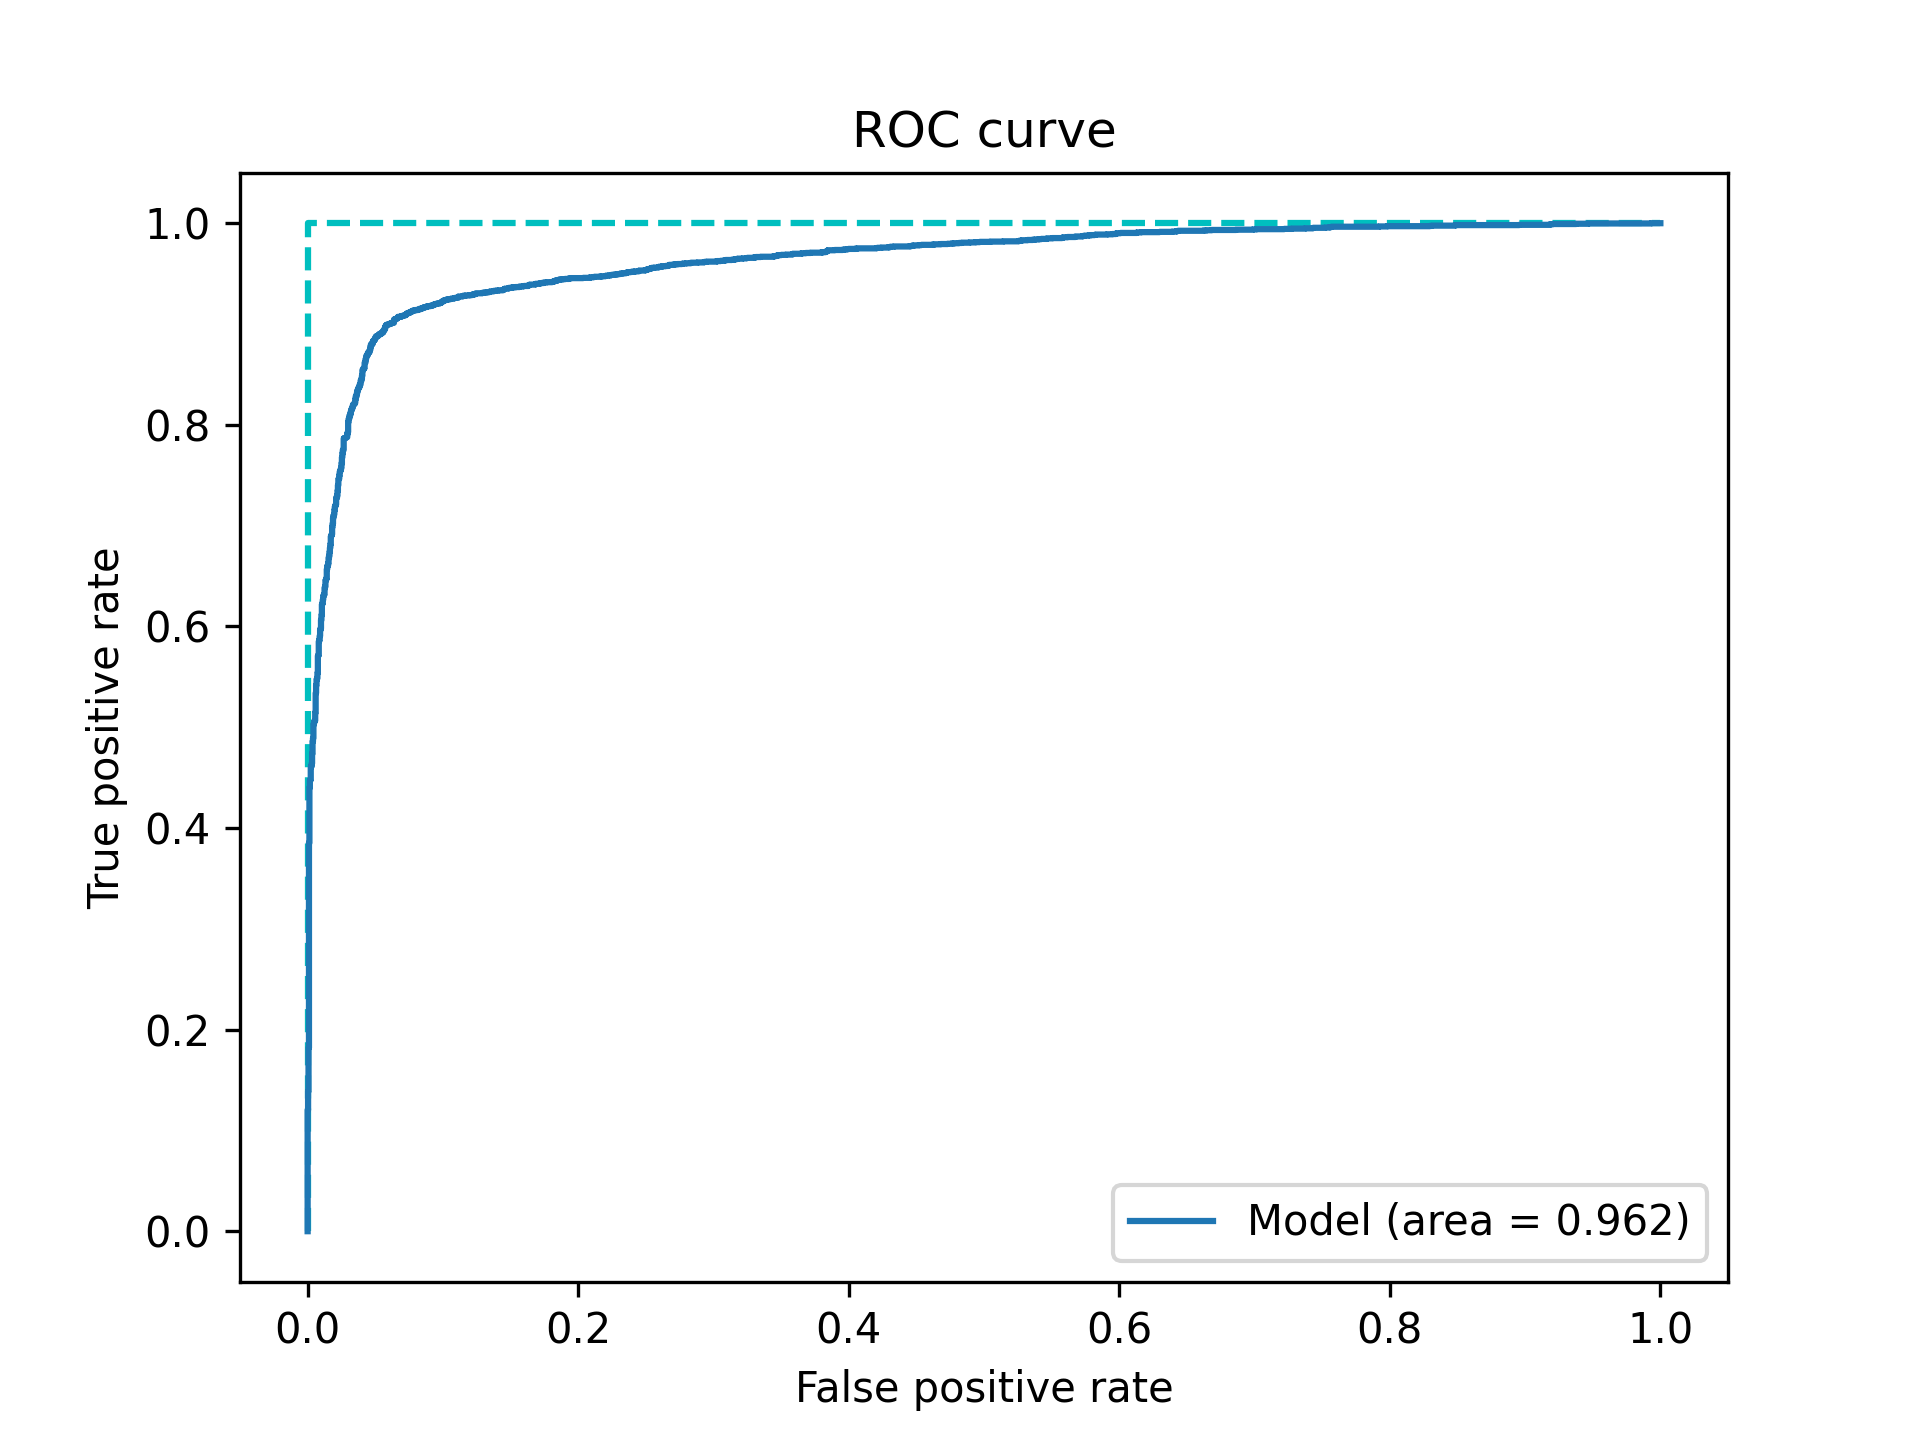 ROC curve
1.0
0.8
0.6
0.4
0.2
0.0
True positive rate
Model (area = 0.962)
0.0 0.2 0.4 0.6 0.8 1.0
False positive rate